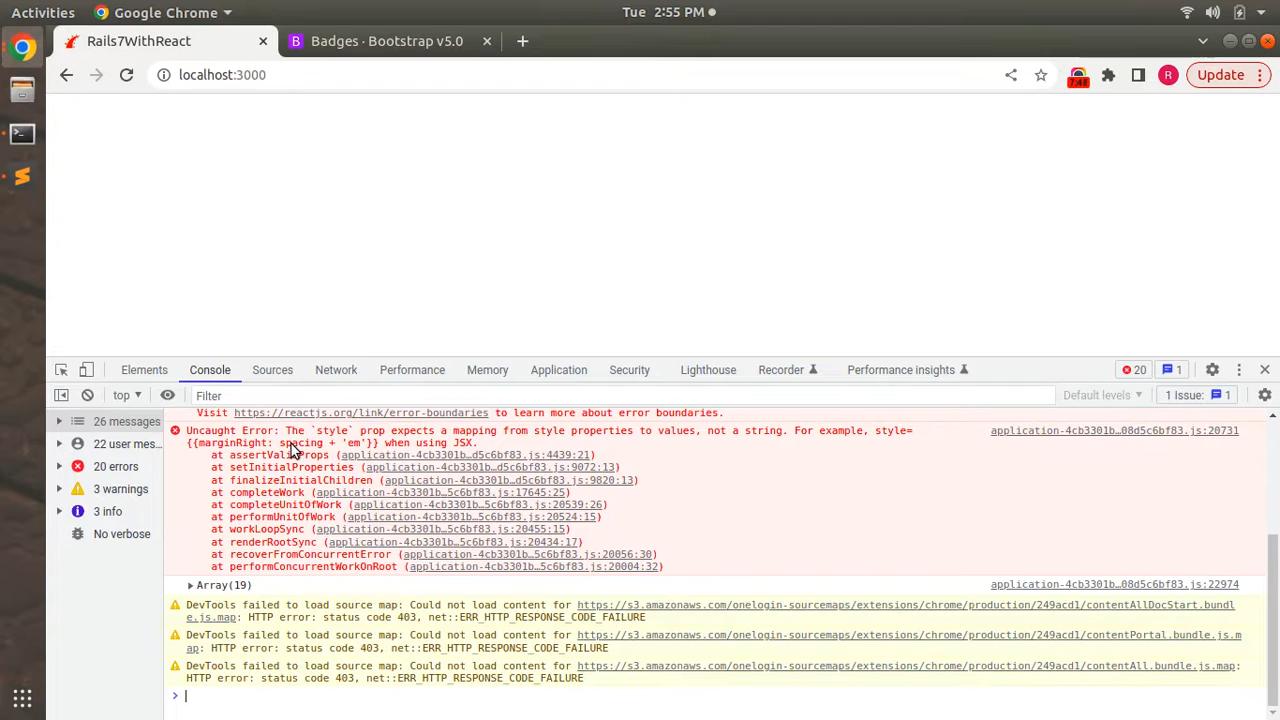 Activities Google Chrome Tue 2:55 PM
Rails7WithReact B Badges · Bootstrap v5.0
localhost:3000 7:48 R Update
Elements Console Sources Network Performance Memory Application Security Lighthouse Recorder Performance insights 20 1
top Filter Default levels 1 Issue: 1
26 messages
22 user mes...
20 errors
3 warnings
3 info
No verbose
Visit https://reactjs.org/link/error-boundaries to learn more about error boundaries.
Uncaught Error: The `style` prop expects a mapping from style properties to values, not a string. For example, style= application-4cb3301b…08d5c6bf83.js:20731
{{marginRight: spacing + 'em'}} when using JSX.
at assertValidProps (application-4cb3301b…d5c6bf83.js:4439:21)
at setInitialProperties (application-4cb3301b…d5c6bf83.js:9072:13)
at finalizeInitialChildren (application-4cb3301b…d5c6bf83.js:9820:13)
at completeWork (application-4cb3301b…5c6bf83.js:17645:25)
at completeUnitOfWork (application-4cb3301b…5c6bf83.js:20539:26)
at performUnitOfWork (application-4cb3301b…5c6bf83.js:20524:15)
at workLoopSync (application-4cb3301b…5c6bf83.js:20455:15)
at renderRootSync (application-4cb3301b…5c6bf83.js:20434:17)
at recoverFromConcurrentError (application-4cb3301b…5c6bf83.js:20056:30)
at performConcurrentWorkOnRoot (application-4cb3301b…5c6bf83.js:20004:32)
Array(19) application-4cb3301b…08d5c6bf83.js:22974
DevTools failed to load source map: Could not load content for https://s3.amazonaws.com/onelogin-sourcemaps/extensions/chrome/production/249acd1/contentAllDocStart.bundl
e.js.map: HTTP error: status code 403, net::ERR_HTTP_RESPONSE_CODE_FAILURE
DevTools failed to load source map: Could not load content for https://s3.amazonaws.com/onelogin-sourcemaps/extensions/chrome/production/249acd1/contentPortal.bundle.js.m
ap: HTTP error: status code 403, net::ERR_HTTP_RESPONSE_CODE_FAILURE
DevTools failed to load source map: Could not load content for https://s3.amazonaws.com/onelogin-sourcemaps/extensions/chrome/production/249acd1/contentAll.bundle.js.map:
HTTP error: status code 403, net::ERR_HTTP_RESPONSE_CODE_FAILURE